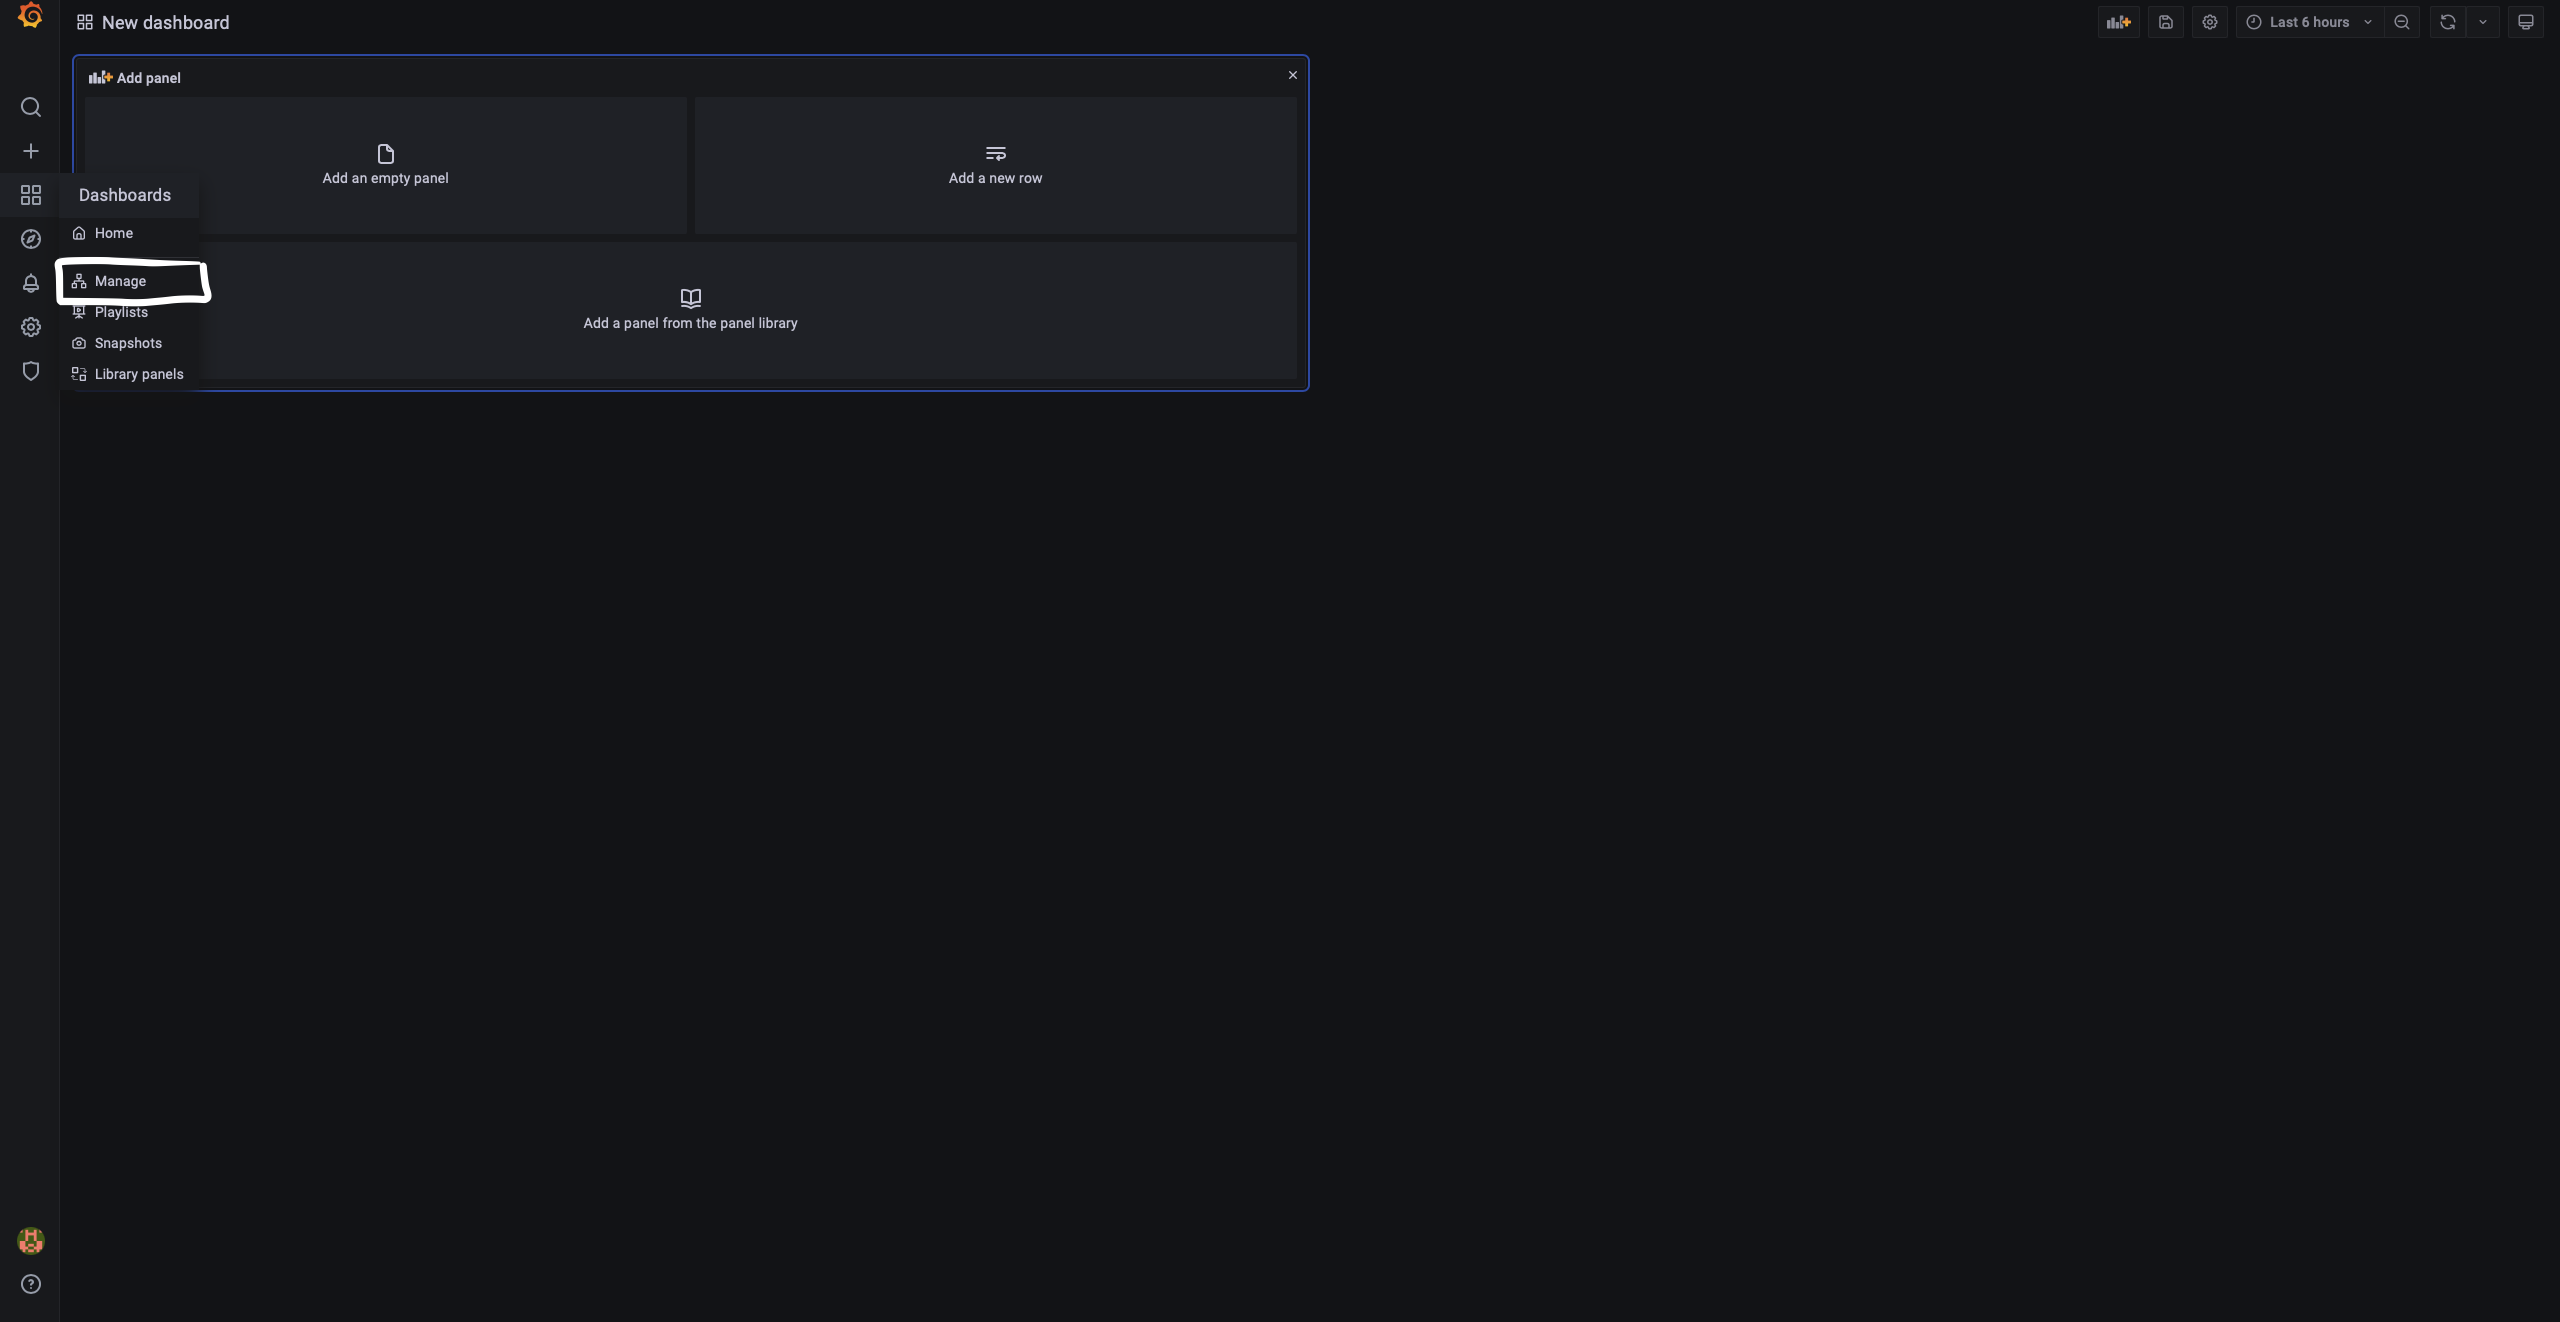 New dashboard
Last 6 hours
Add panel
Add an empty panel
Add a new row
Dashboards
Home
Manage
Playlists
Snapshots
Library panels
Add a panel from the panel library